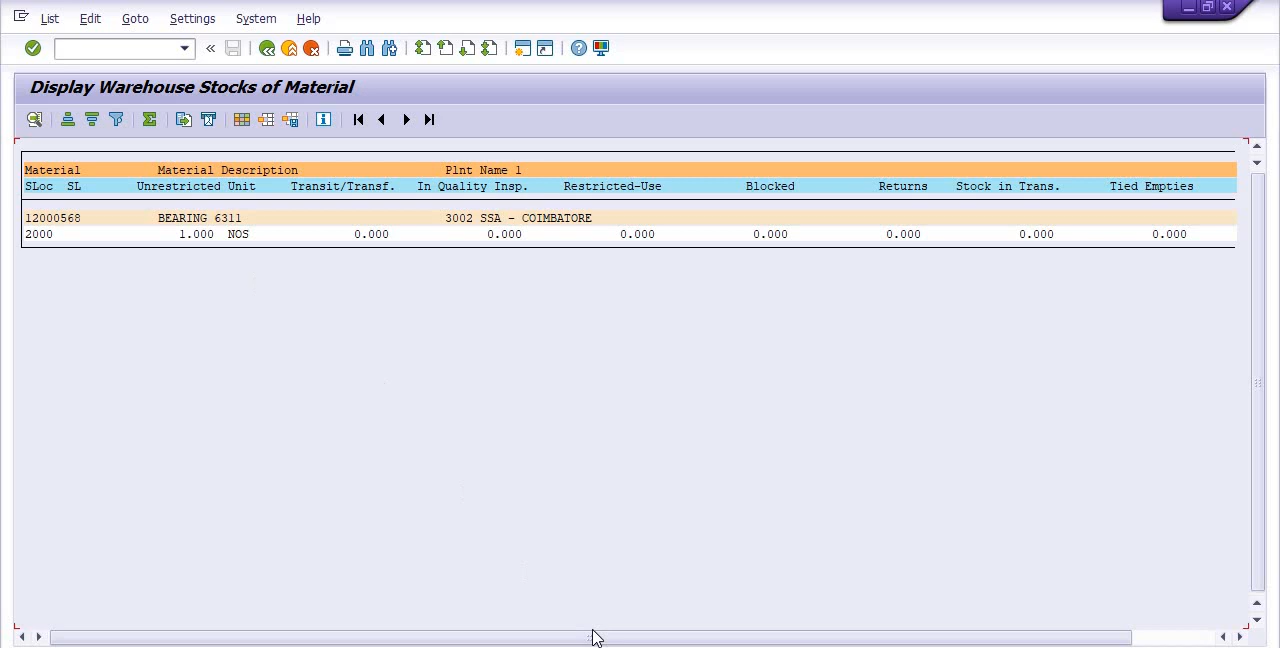 List Edit Goto Settings System Help
Display Warehouse Stocks of Material
Material Material Description Plnt Name 1
SLoc SL Unrestricted Unit Transit/Transf. In Quality Insp. Restricted-Use Blocked Returns Stock in Trans. Tied Empties
12000568 BEARING 6311 3002 SSA - COIMBATORE
2000 1.000 NOS 0.000 0.000 0.000 0.000 0.000 0.000 0.000